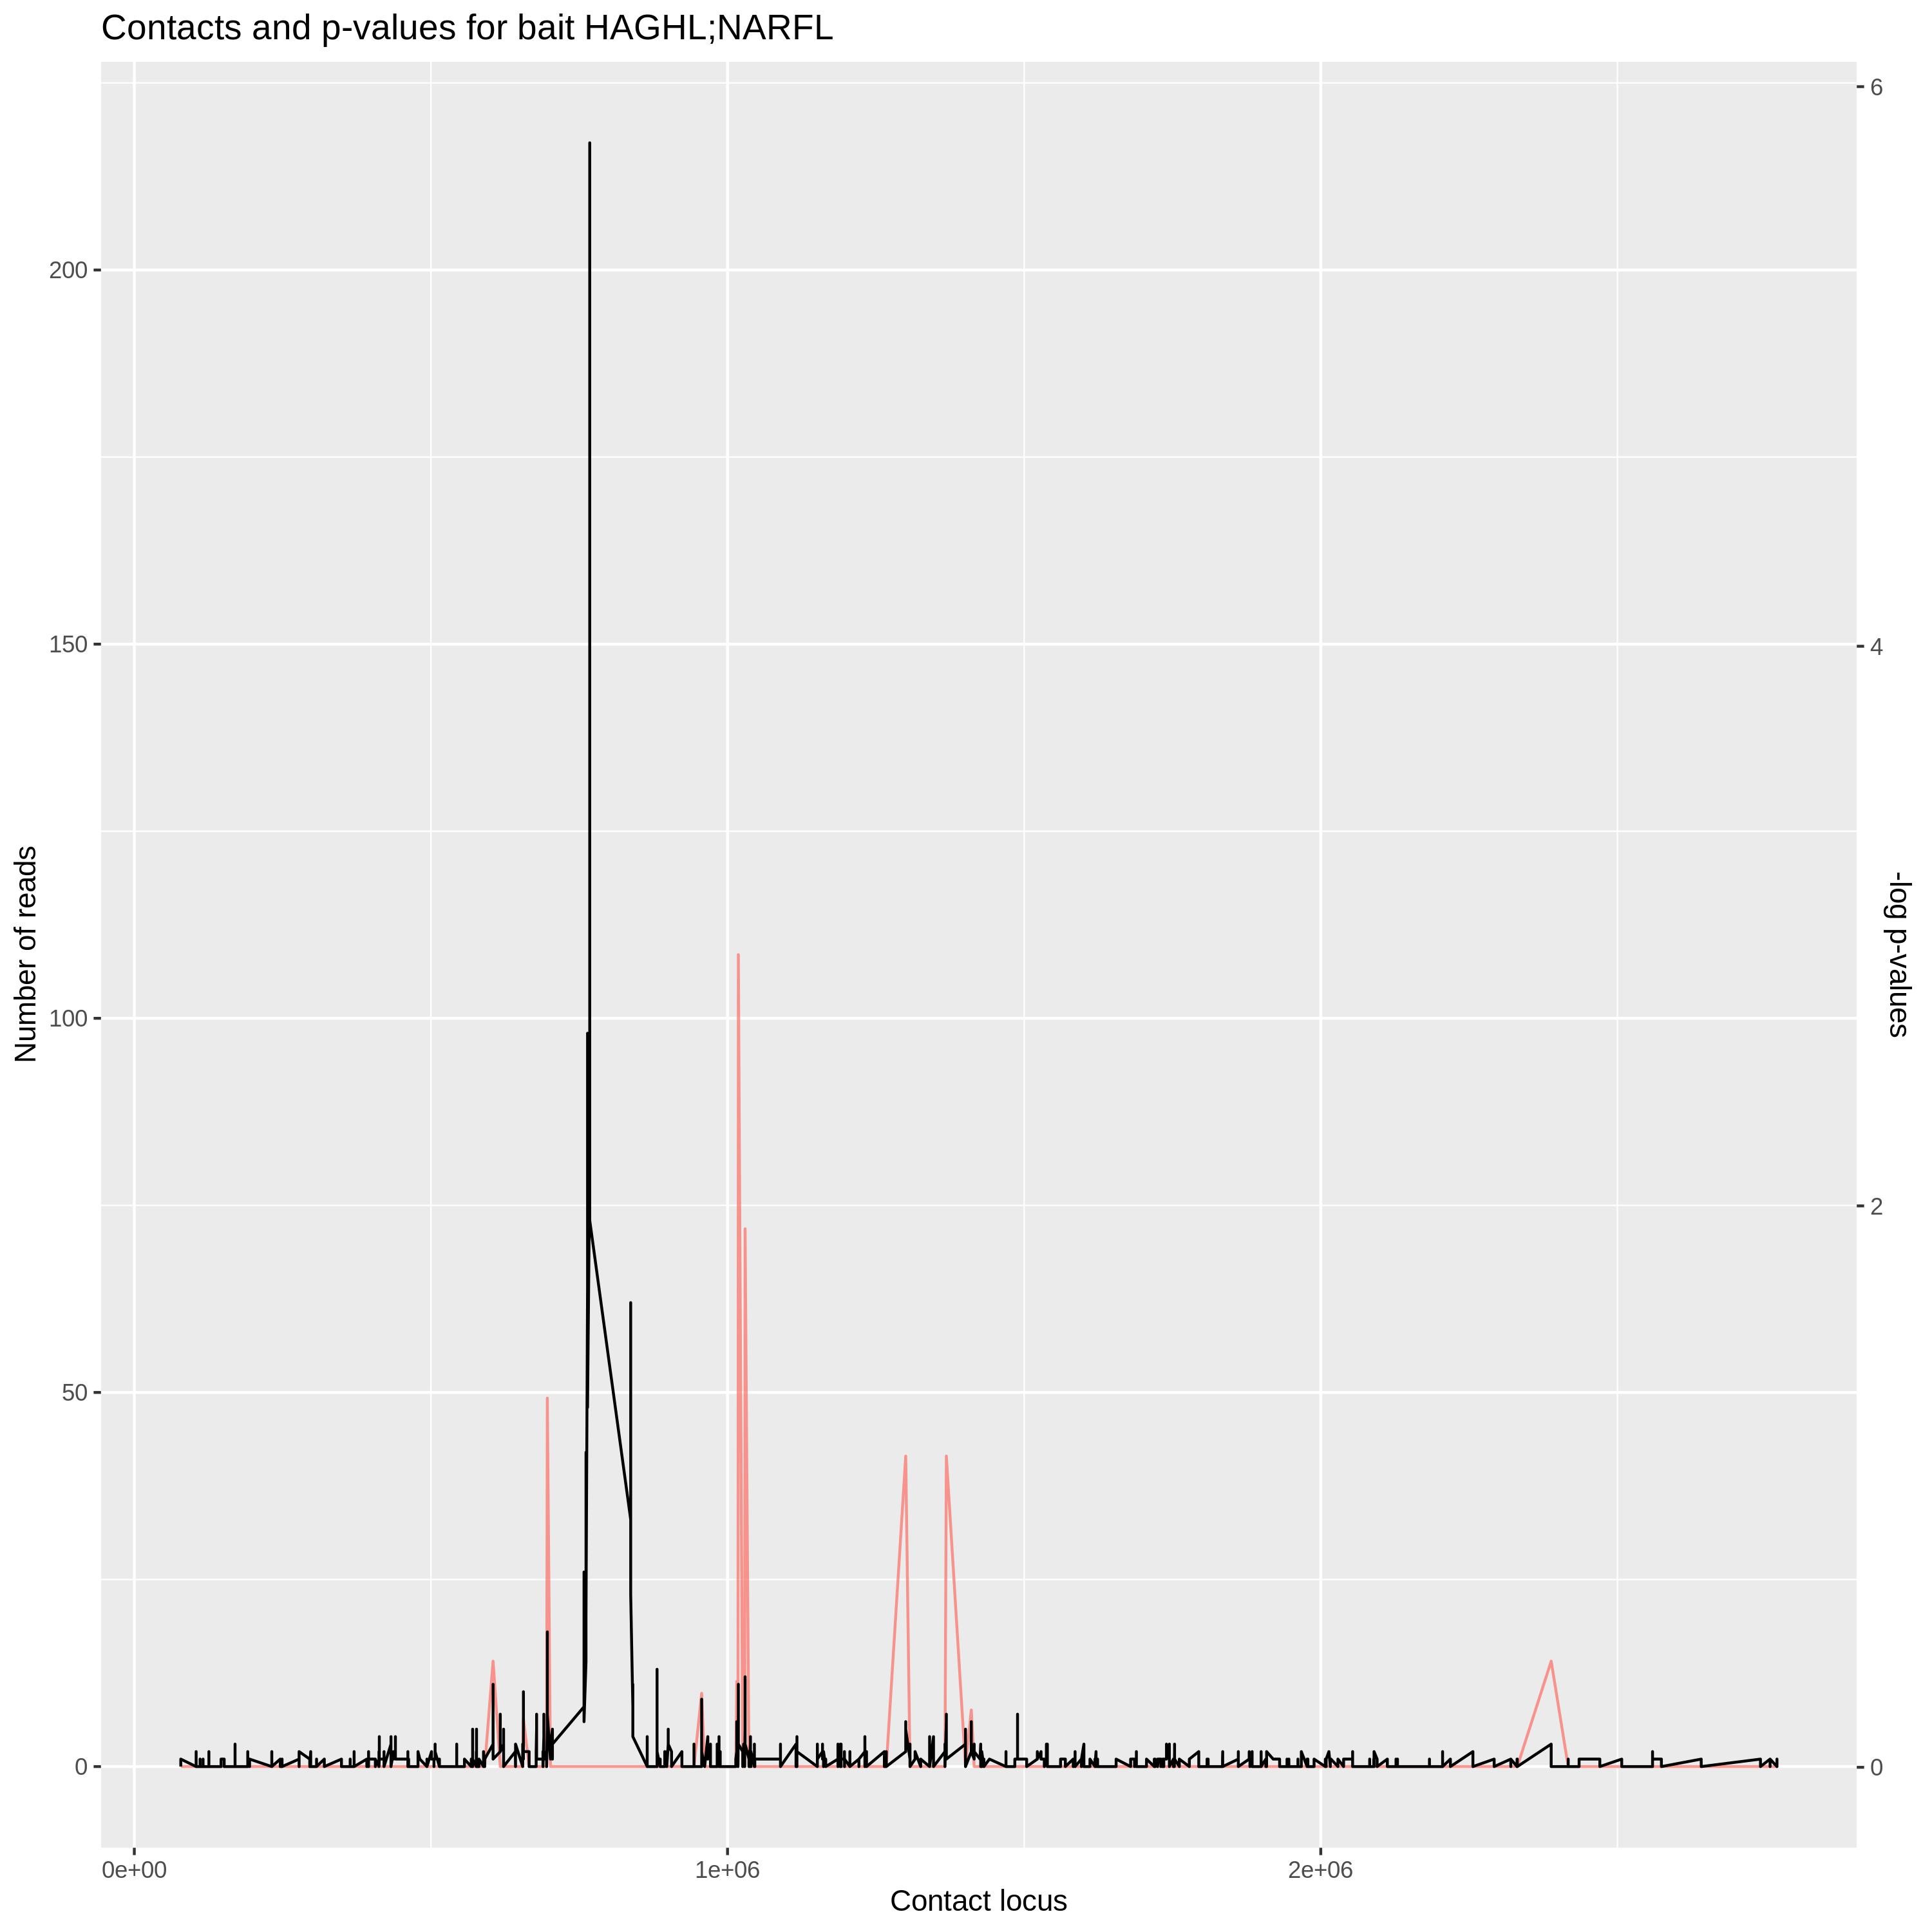 Contacts and p-values for bait HAGHL;NARFL
Number of reads
200
150
100
50
0
6
4
2
0
-log p-values
0e+00
1e+06
2e+06
Contact locus